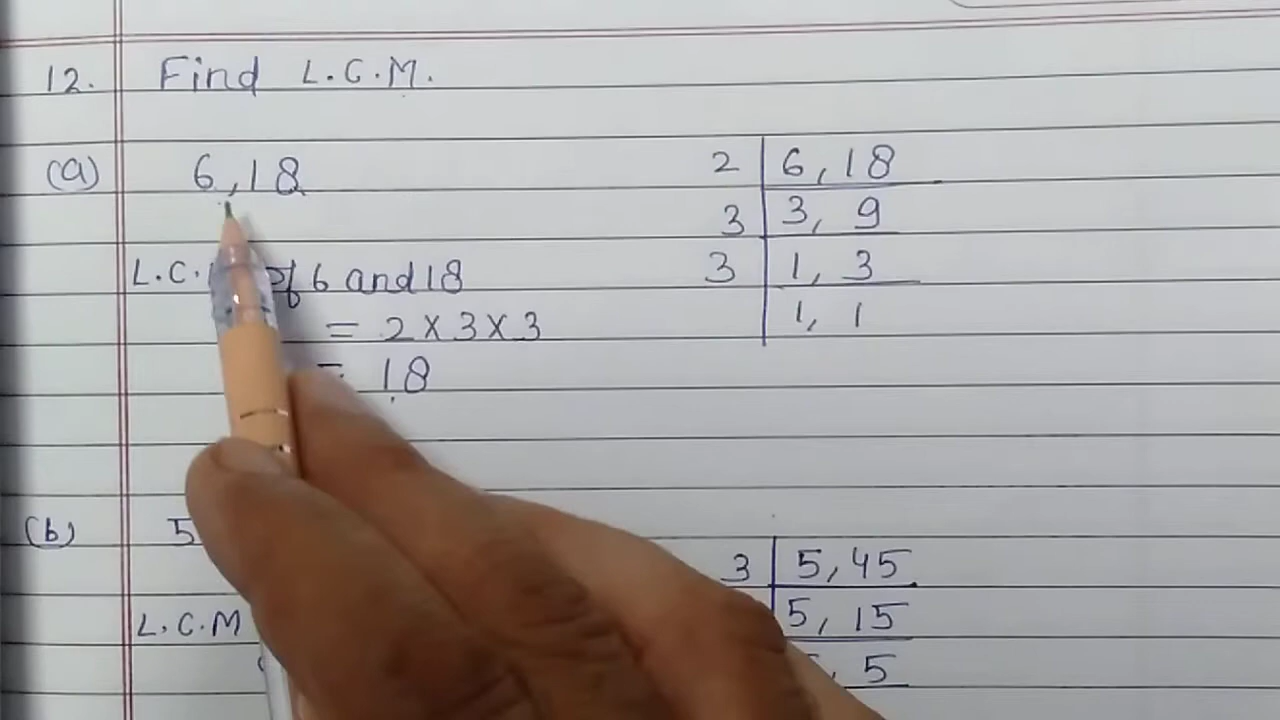 12. Find L.C.M.
(a) 6,18
2 | 6, 18
3 | 3, 9
3 | 1, 3
1, 1
L.C. of 6 and 18
= 2 × 3 × 3
= 18
(b) 5
3 | 5, 45
5, 15
5
L.C.M